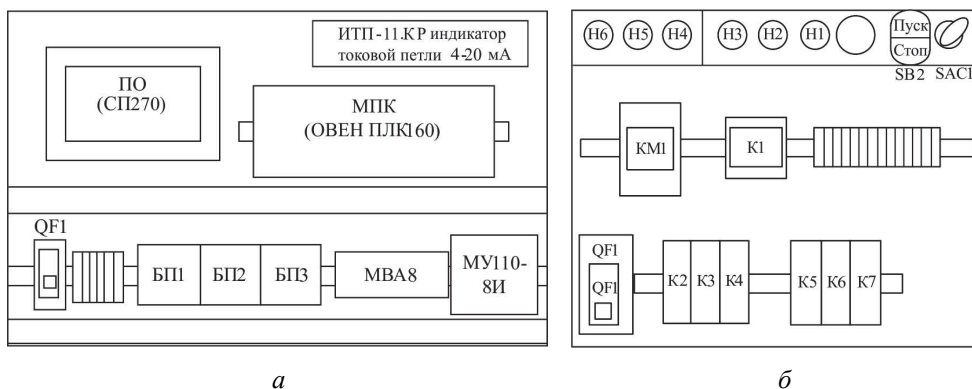 ИТП-11.КР индикатор
токовой петли 4-20 мА
ПО
(СП270)
МПК
(ОВЕН ПЛК160)
QF1
БП1 БП2 БП3
МВА8
МУ110-
8И
а
Н6 Н5 Н4 Н3 Н2 Н1
Пуск
Стоп
SB2 SAC1
КМ1
К1
QF1
QF1
К2 К3 К4
К5 К6 К7
б